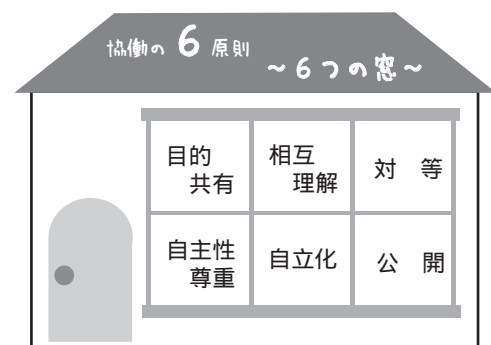 協働の6原則
～6つの窓～
目的
共有
相互
理解
対 等
自主性
尊重
自立化
公 開